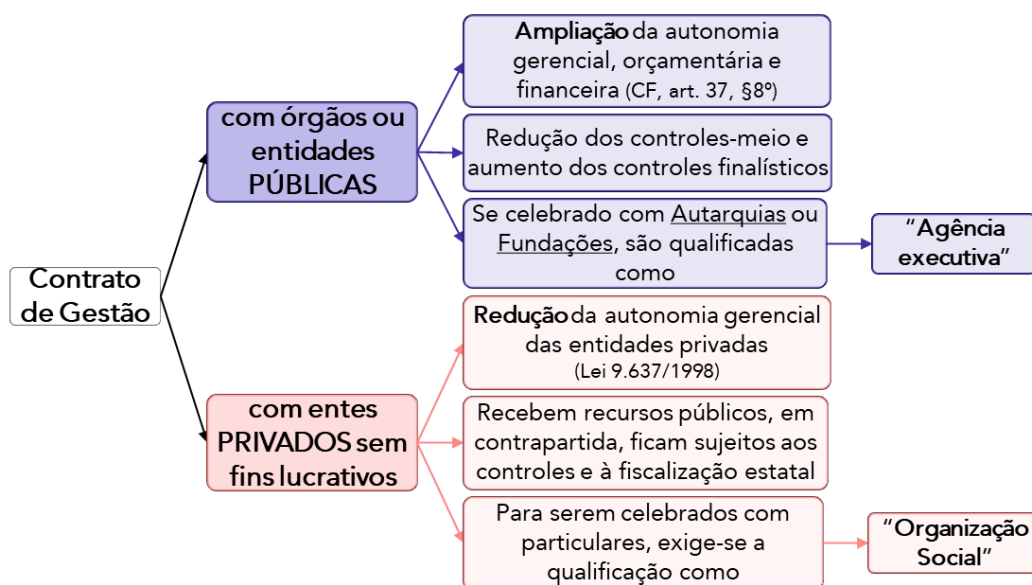 Ampliação da autonomia
gerencial, orçamentária e
financeira (CF, art. 37, §8º)
com órgãos ou
entidades
PÚBLICAS
Redução dos controles-meio e
aumento dos controles finalísticos
Se celebrado com Autarquias ou
Fundações, são qualificadas
como
“Agência
executiva”
Contrato
de Gestão
Redução da autonomia gerencial
das entidades privadas
(Lei 9.637/1998)
com entes
PRIVADOS sem
fins lucrativos
Recebem recursos públicos, em
contrapartida, ficam sujeitos aos
controles e à fiscalização estatal
Para serem celebrados com
particulares, exige-se a
qualificação como
“Organização
Social”